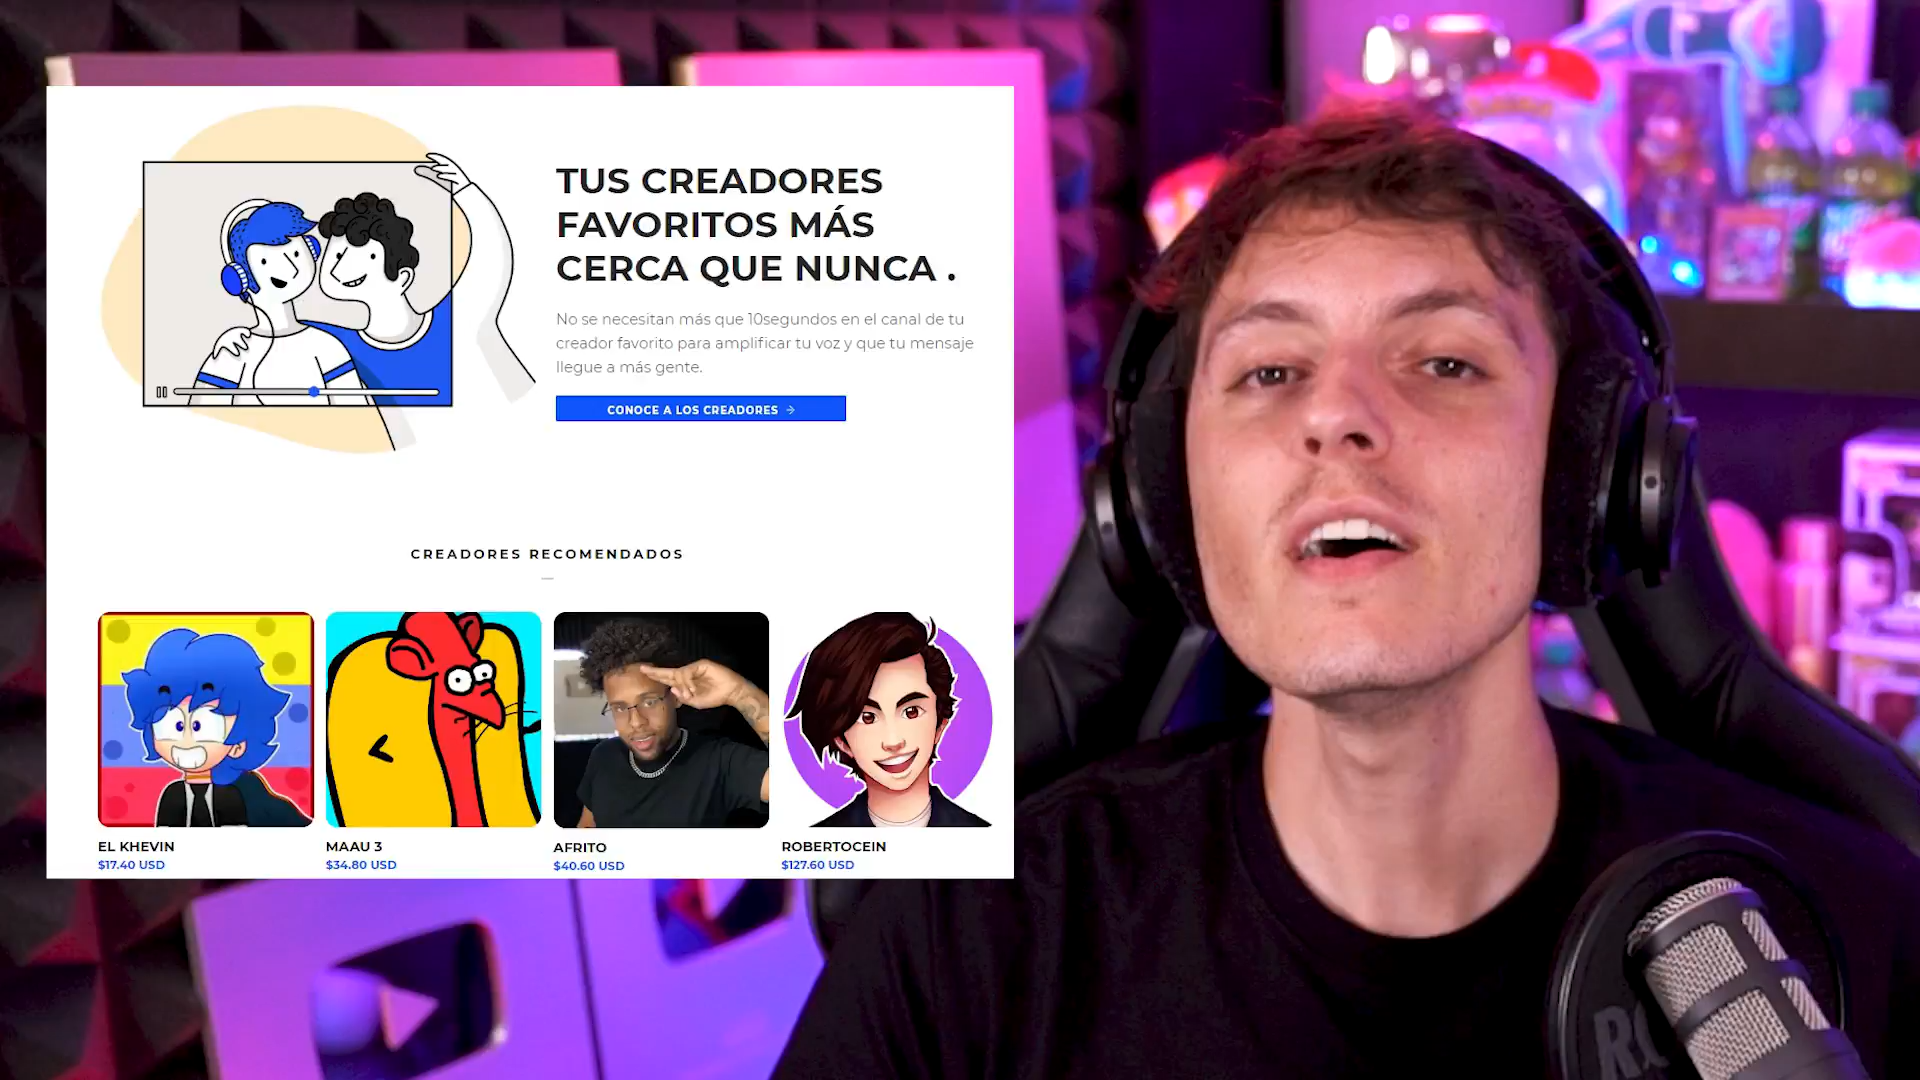 TUS CREADORES
FAVORITOS MÁS
CERCA QUE NUNCA .
No se necesitan más que 10segundos en el canal de tu
creador favorito para amplificar tu voz y que tu mensaje
llegue a más gente.
CONOCE A LOS CREADORES →
CREADORES RECOMENDADOS
EL KHEVIN
$17.40 USD
MAAU 3
$34.80 USD
AFRITO
$40.60 USD
ROBERTOCEIN
$127.60 USD